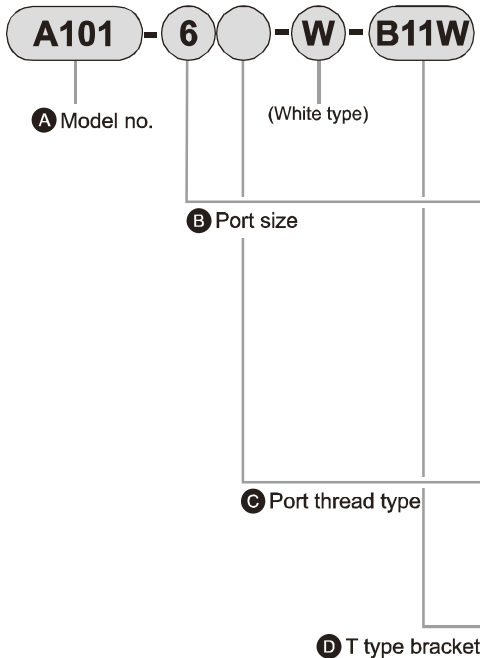 A101 - 6 - W - B11W
A Model no.
(White type)
B Port size
C Port thread type
D T type bracket